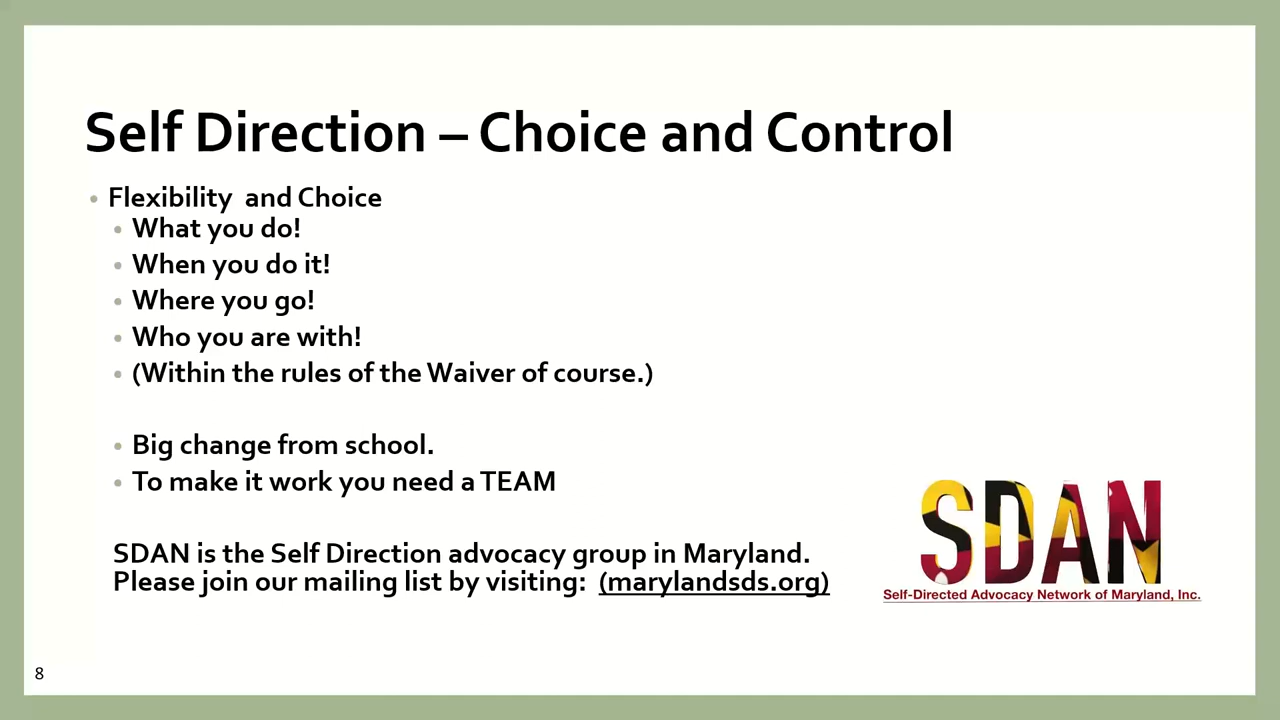 Self Direction – Choice and Control
• Flexibility  and Choice
• What you do!
• When you do it!
• Where you go!
• Who you are with!
• (Within the rules of the Waiver of course.)
• Big change from school.
• To make it work you need a TEAM
SDAN is the Self Direction advocacy group in Maryland.
Please join our mailing list by visiting:  (marylandsds.org)
SDAN
Self-Directed Advocacy Network of Maryland, Inc.
8